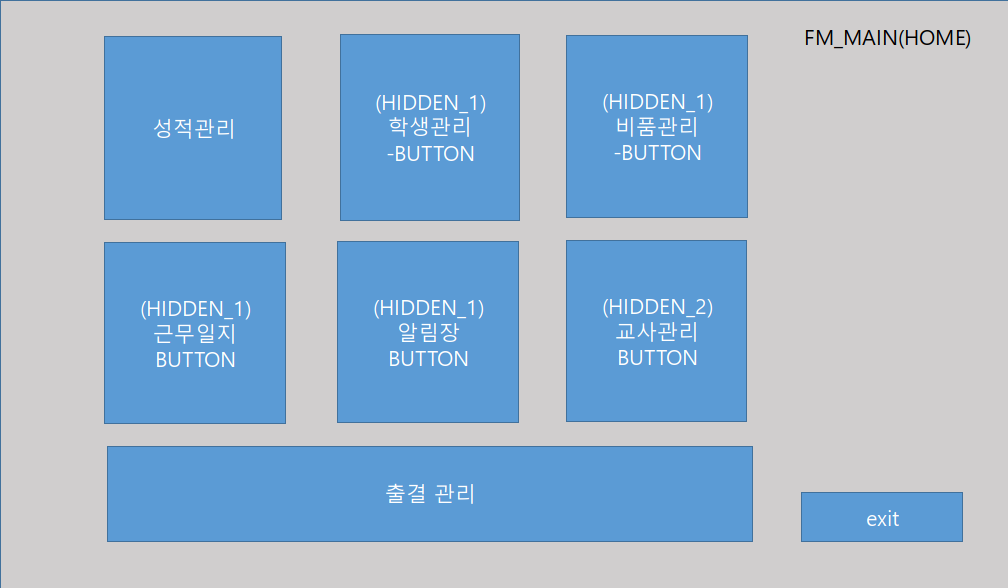 FM_MAIN(HOME)
성적관리
(HIDDEN_1)
학생관리
-BUTTON
(HIDDEN_1)
비품관리
-BUTTON
(HIDDEN_1)
근무일지
BUTTON
(HIDDEN_1)
알림장
BUTTON
(HIDDEN_2)
교사관리
BUTTON
출결 관리
exit